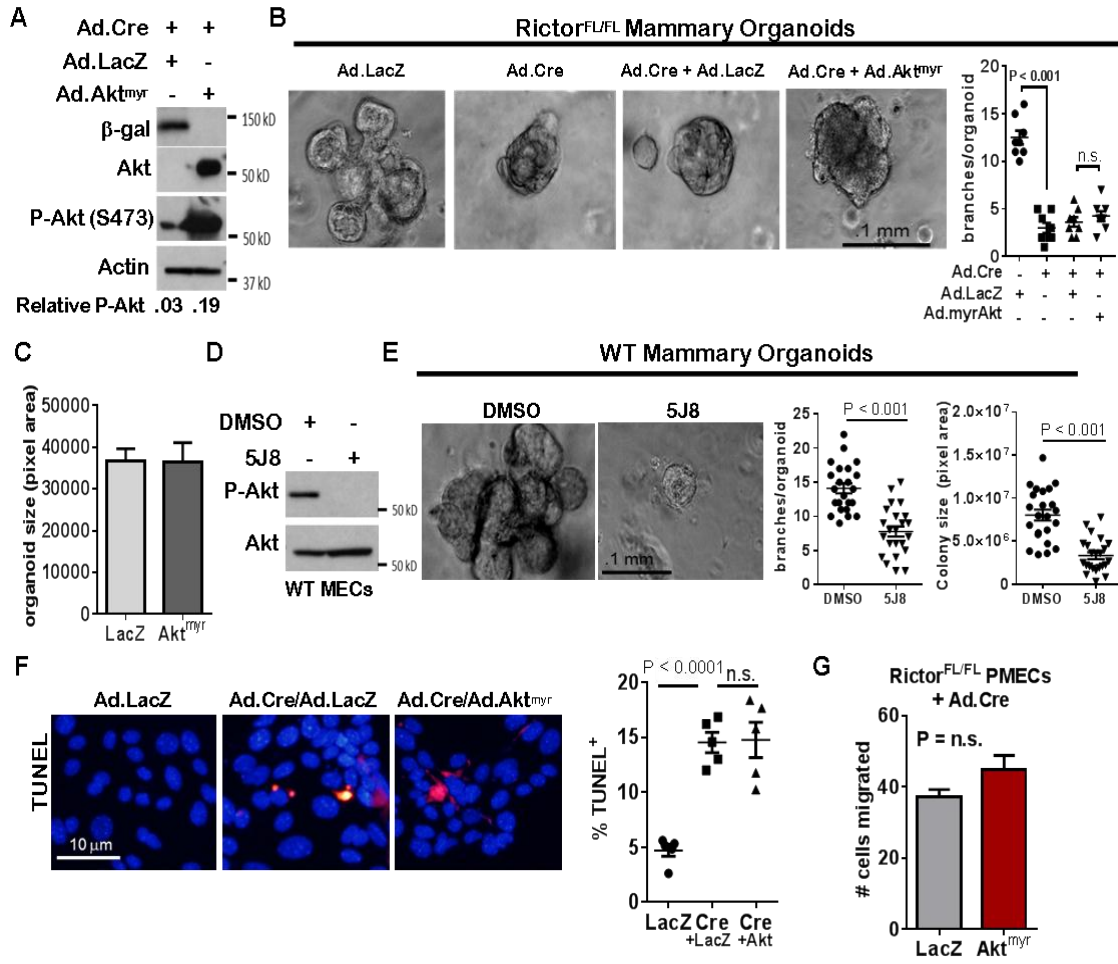 A
Ad.Cre + +
Ad.LacZ + -
Ad.Akt^myr - +
β-gal
150 kD
Akt
50 kD
P-Akt (S473)
50 kD
Actin
37 kD
Relative P-Akt .03 .19
B
Rictor^FL/FL Mammary Organoids
Ad.LacZ
Ad.Cre
Ad.Cre + Ad.LacZ
Ad.Cre + Ad.Akt^myr
.1 mm
branches/organoid
20
15
10
5
0
P < 0.001
n.s.
Ad.Cre - + + +
Ad.LacZ + - + -
Ad.myrAkt - - - +
C
organoid size (pixel area)
50000
40000
30000
20000
10000
0
LacZ Akt^myr
D
DMSO + -
5J8 - +
P-Akt
50 kD
Akt
50 kD
WT MECs
E
WT Mammary Organoids
DMSO
5J8
.1 mm
branches/organoid
25
20
15
10
5
0
P < 0.001
DMSO 5J8
Colony size (pixel area)
2.0×10^7
1.5×10^7
1.0×10^7
5.0×10^6
0
P < 0.001
DMSO 5J8
F
TUNEL
Ad.LacZ
Ad.Cre/Ad.LacZ
Ad.Cre/Ad.Akt^myr
10 μm
% TUNEL^+
20
15
10
5
0
P < 0.0001
n.s.
LacZ Cre Cre
+LacZ +Akt
G
Rictor^FL/FL PMECs
+ Ad.Cre
P = n.s.
# cells migrated
60
40
20
0
LacZ Akt^myr